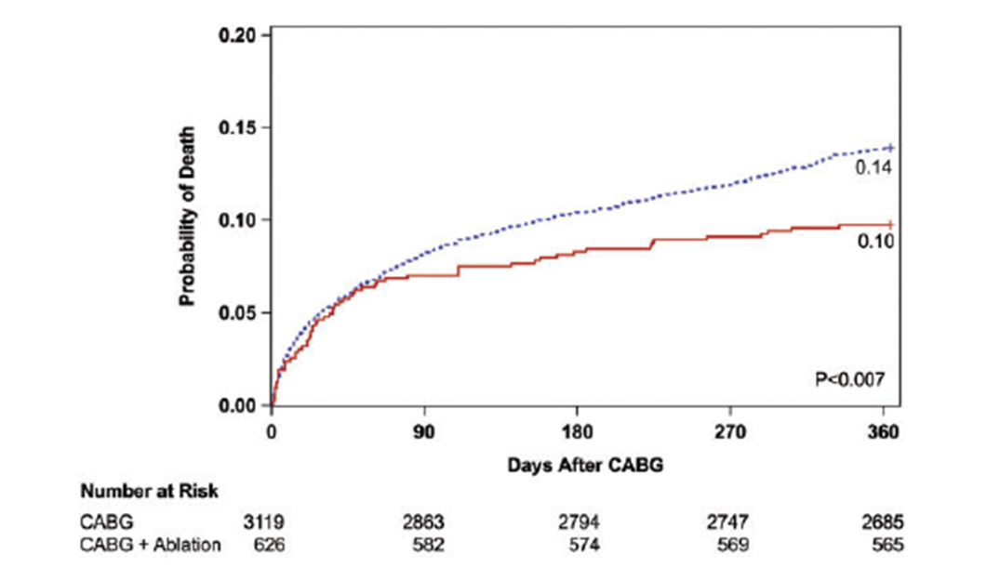 0.20
0.15
0.10
0.05
0.00
Probability of Death
0.14
0.10
P<0.007
0 90 180 270 360
Days After CABG
Number at Risk
CABG 3119 2863 2794 2747 2685
CABG + Ablation 626 582 574 569 565